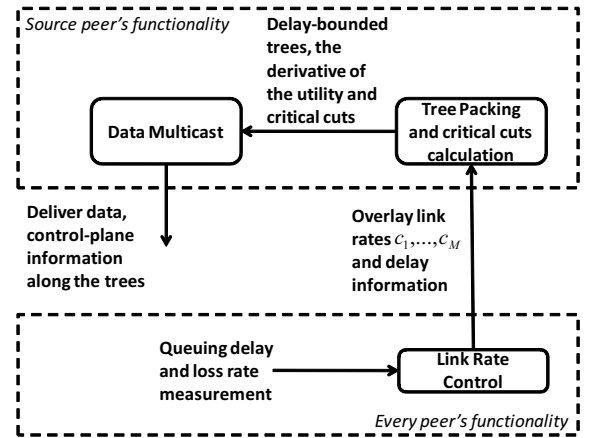 Source peer's functionality
Delay-bounded
trees, the
derivative of
the utility and
critical cuts
Data Multicast
Tree Packing
and critical cuts
calculation
Deliver data,
control-plane
information
along the trees
Overlay link
rates c₁,...,c_M
and delay
information
Queuing delay
and loss rate
measurement
Link Rate
Control
Every peer's functionality